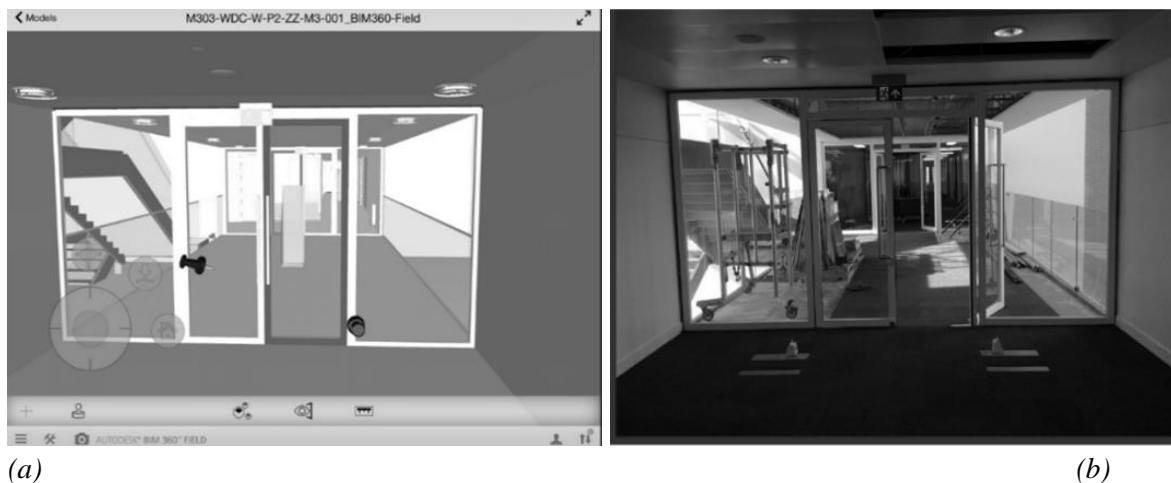 Models
M303-WDC-W-P2-ZZ-M3-001_BIM360-Field
AUTODESK® BIM 360™ FIELD
(a)
(b)